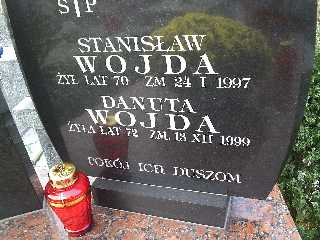 Ś P
STANISŁAW
WOJDA
ŻYŁ LAT 70 ZM 24 I 1997
DANUTA
WOJDA
ŻYŁA LAT 72 ZM. 18 XII 1999
POKÓJ ICH DUSZOM